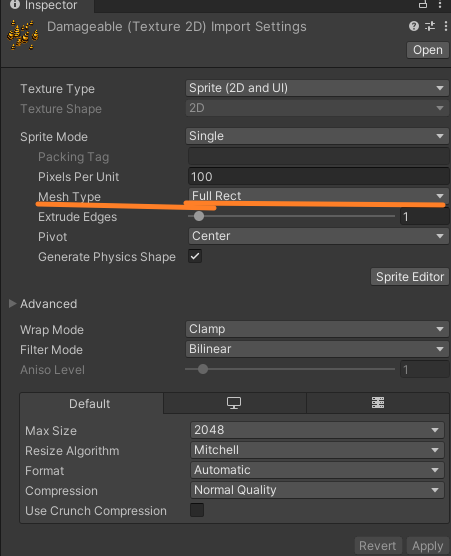 Inspector
Damageable (Texture 2D) Import Settings
Open
Texture Type Sprite (2D and UI)
Texture Shape 2D
Sprite Mode Single
Packing Tag
Pixels Per Unit 100
Mesh Type Full Rect
Extrude Edges 1
Pivot Center
Generate Physics Shape
Sprite Editor
Advanced
Wrap Mode Clamp
Filter Mode Bilinear
Aniso Level 1
Default
Max Size 2048
Resize Algorithm Mitchell
Format Automatic
Compression Normal Quality
Use Crunch Compression
Revert Apply